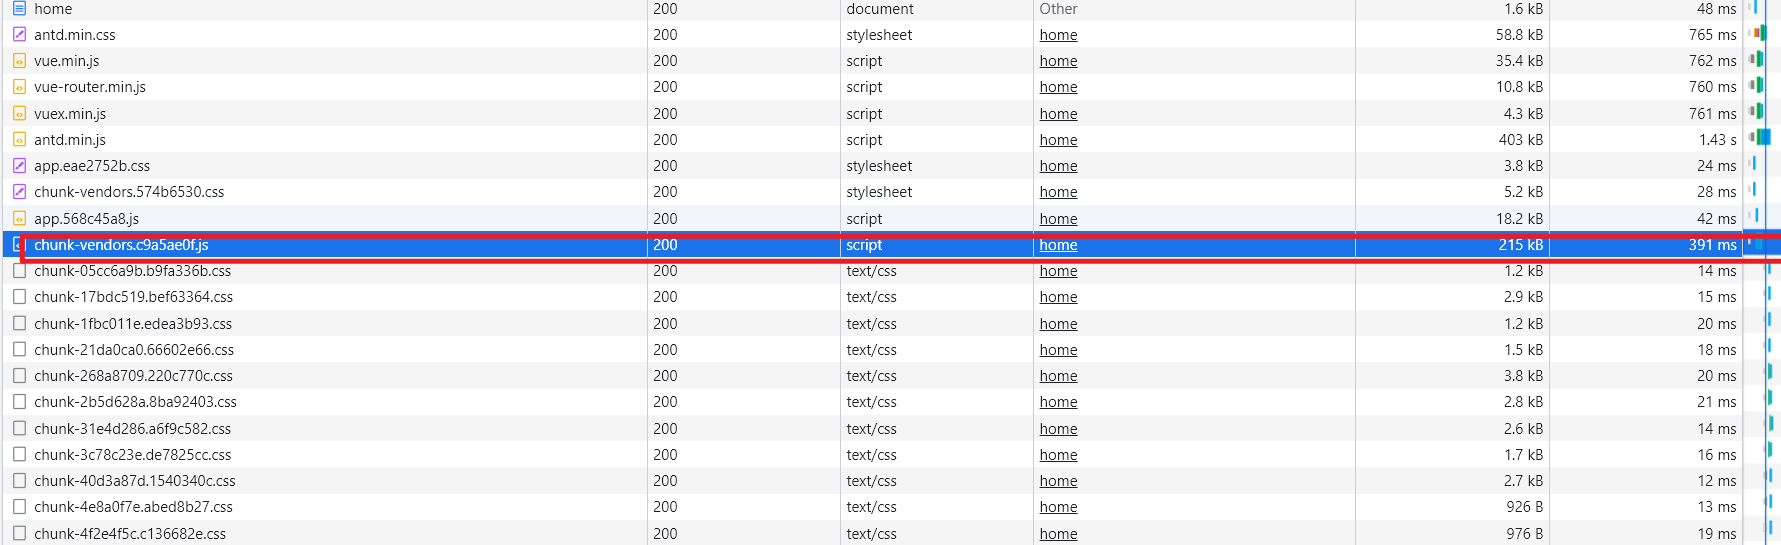 home 200 document Other 1.6 kB 48 ms
antd.min.css 200 stylesheet home 58.8 kB 765 ms
vue.min.js 200 script home 35.4 kB 762 ms
vue-router.min.js 200 script home 10.8 kB 760 ms
vuex.min.js 200 script home 4.3 kB 761 ms
antd.min.js 200 script home 403 kB 1.43 s
app.eae2752b.css 200 stylesheet home 3.8 kB 24 ms
chunk-vendors.574b6530.css 200 stylesheet home 5.2 kB 28 ms
app.568c45a8.js 200 script home 18.2 kB 42 ms
chunk-vendors.c9a5ae0f.js 200 script home 215 kB 391 ms
chunk-05cc6a9b.b9fa336b.css 200 text/css home 1.2 kB 14 ms
chunk-17bdc519.bef63364.css 200 text/css home 2.9 kB 15 ms
chunk-1fbc011e.edea3b93.css 200 text/css home 1.2 kB 20 ms
chunk-21da0ca0.66602e66.css 200 text/css home 1.5 kB 18 ms
chunk-268a8709.220c770c.css 200 text/css home 3.8 kB 20 ms
chunk-2b5d628a.8ba92403.css 200 text/css home 2.8 kB 21 ms
chunk-31e4d286.a6f9c582.css 200 text/css home 2.6 kB 14 ms
chunk-3c78c23e.de7825cc.css 200 text/css home 1.7 kB 16 ms
chunk-40d3a87d.1540340c.css 200 text/css home 2.7 kB 12 ms
chunk-4e8a0f7e.abed8b27.css 200 text/css home 926 B 13 ms
chunk-4f2e4f5c.c136682e.css 200 text/css home 976 B 19 ms